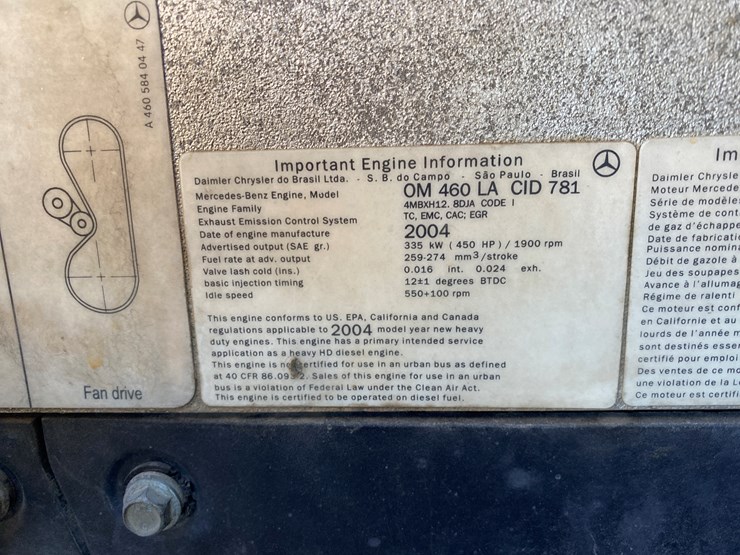 A 460 584 04 47
Fan drive
Important Engine Information
Daimler Chrysler do Brasil Ltda. - S. B. do Campo - São Paulo - Brasil
Mercedes-Benz Engine, Model OM 460 LA CID 781
Engine Family 4MBXH12. 8DJA CODE I
Exhaust Emission Control System TC, EMC, CAC; EGR
Date of engine manufacture 2004
Advertised output (SAE gr.) 335 kW (450 HP) / 1900 rpm
Fuel rate at adv. output 259-274 mm³/stroke
Valve lash cold (ins.) 0.016 int. 0.024 exh.
basic injection timing 12±1 degrees BTDC
Idle speed 550+100 rpm
This engine conforms to US. EPA, California and Canada
regulations applicable to 2004 model year new heavy
duty engines. This engine has a primary intended service
application as a heavy HD diesel engine.
This engine is not certified for use in an urban bus as defined
at 40 CFR 86.09 2. Sales of this engine for use in an urban
bus is a violation of Federal Law under the Clean Air Act.
This engine is certified to be operated on diesel fuel.
Im
Daimler Chrysle
Moteur Mercede
Série de modèle
Système de cont
de gaz d'échappe
Date de fabricati
Puissance nomina
Débit de gazole à
Jeu des soupapes
Avance à l'allumag
Régime de ralenti
Ce moteur est conf
en Californie et au
lourds de l'année m
sont destinés esser
certifié pour emploi
Des ventes de ce mo
une violation de la L
Ce moteur est certifi